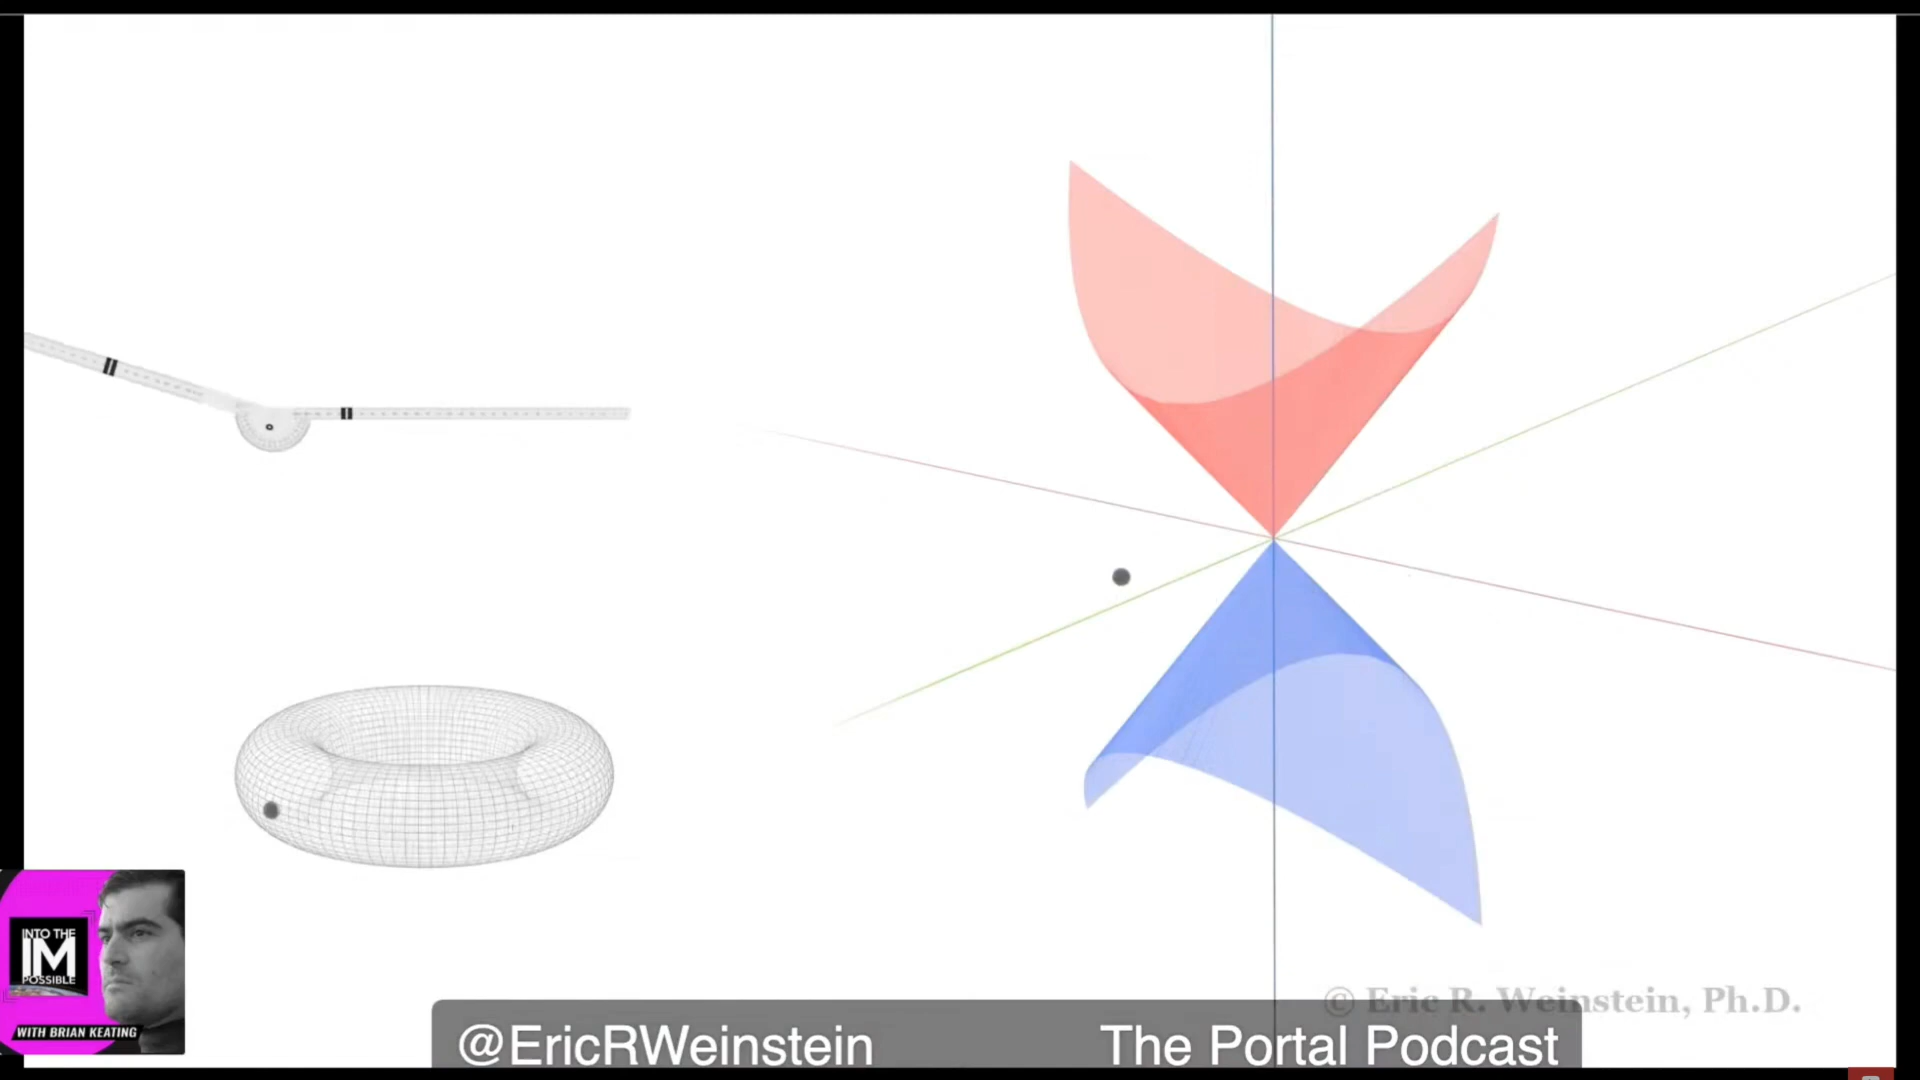 INTO THE
IM
POSSIBLE
WITH BRIAN KEATING
© Eric R. Weinstein, Ph.D.
@EricRWeinstein
The Portal Podcast